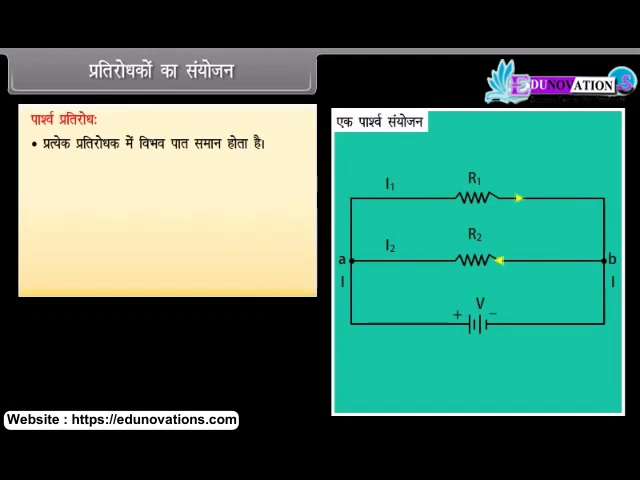 प्रतिरोधकों का संयोजन
EDUNOVATIONS
पार्श्व प्रतिरोध:
• प्रत्येक प्रतिरोधक में विभव पात समान होता है।
एक पार्श्व संयोजन
R1
I1
R2
I2
a
b
I
I
V
+
−
Website : https://edunovations.com